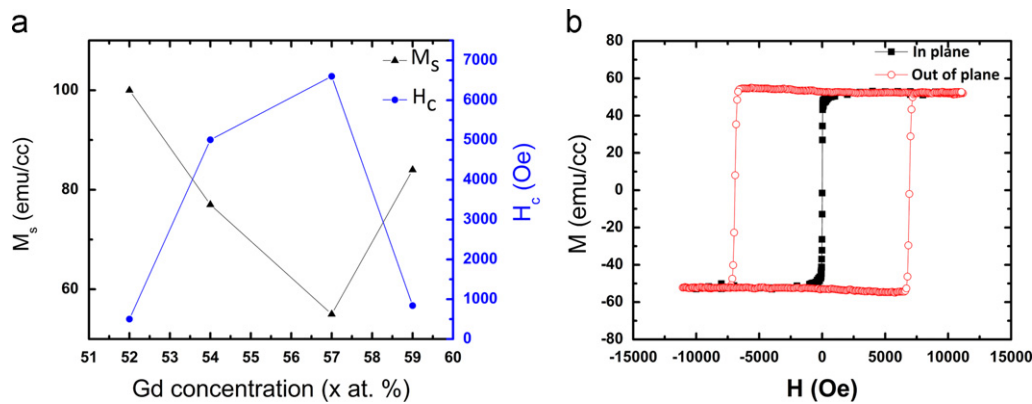 a
M_s (emu/cc)
100
80
60
51 52 53 54 55 56 57 58 59 60
Gd concentration (x at. %)
M_S
H_C
7000
6000
5000
4000
3000
2000
1000
0
H_c (Oe)
b
M (emu/cc)
80
60
40
20
0
-20
-40
-60
-80
-15000 -10000 -5000 0 5000 10000 15000
H (Oe)
In plane
Out of plane